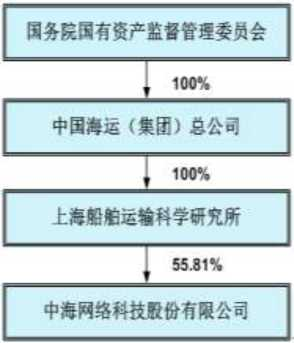 国务院国有资产监督管理委员会
100%
中国海运（集团）总公司
100%
上海船舶运输科学研究所
55.81%
中海网络科技股份有限公司